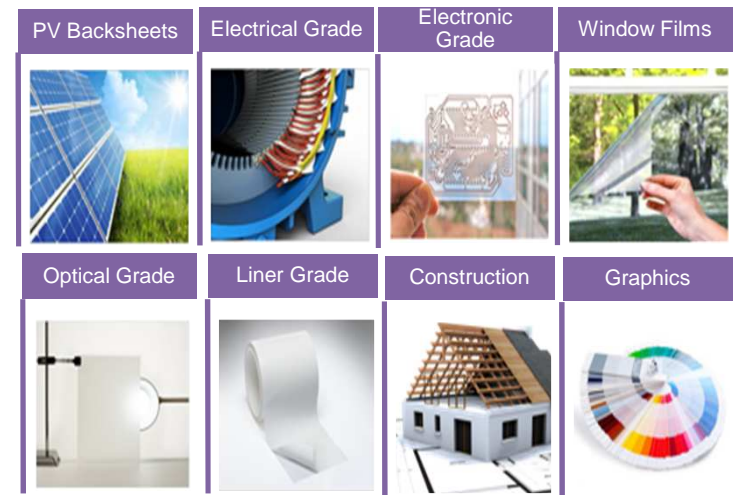 PV Backsheets
Electrical Grade
Electronic
Grade
Window Films
Optical Grade
Liner Grade
Construction
Graphics